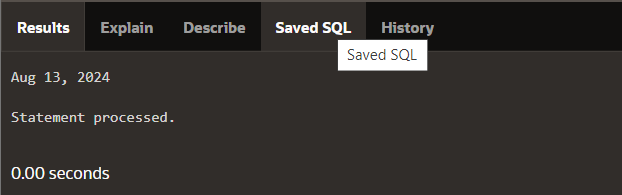 Results Explain Describe Saved SQL History
Saved SQL
Aug 13, 2024
Statement processed.
0.00 seconds